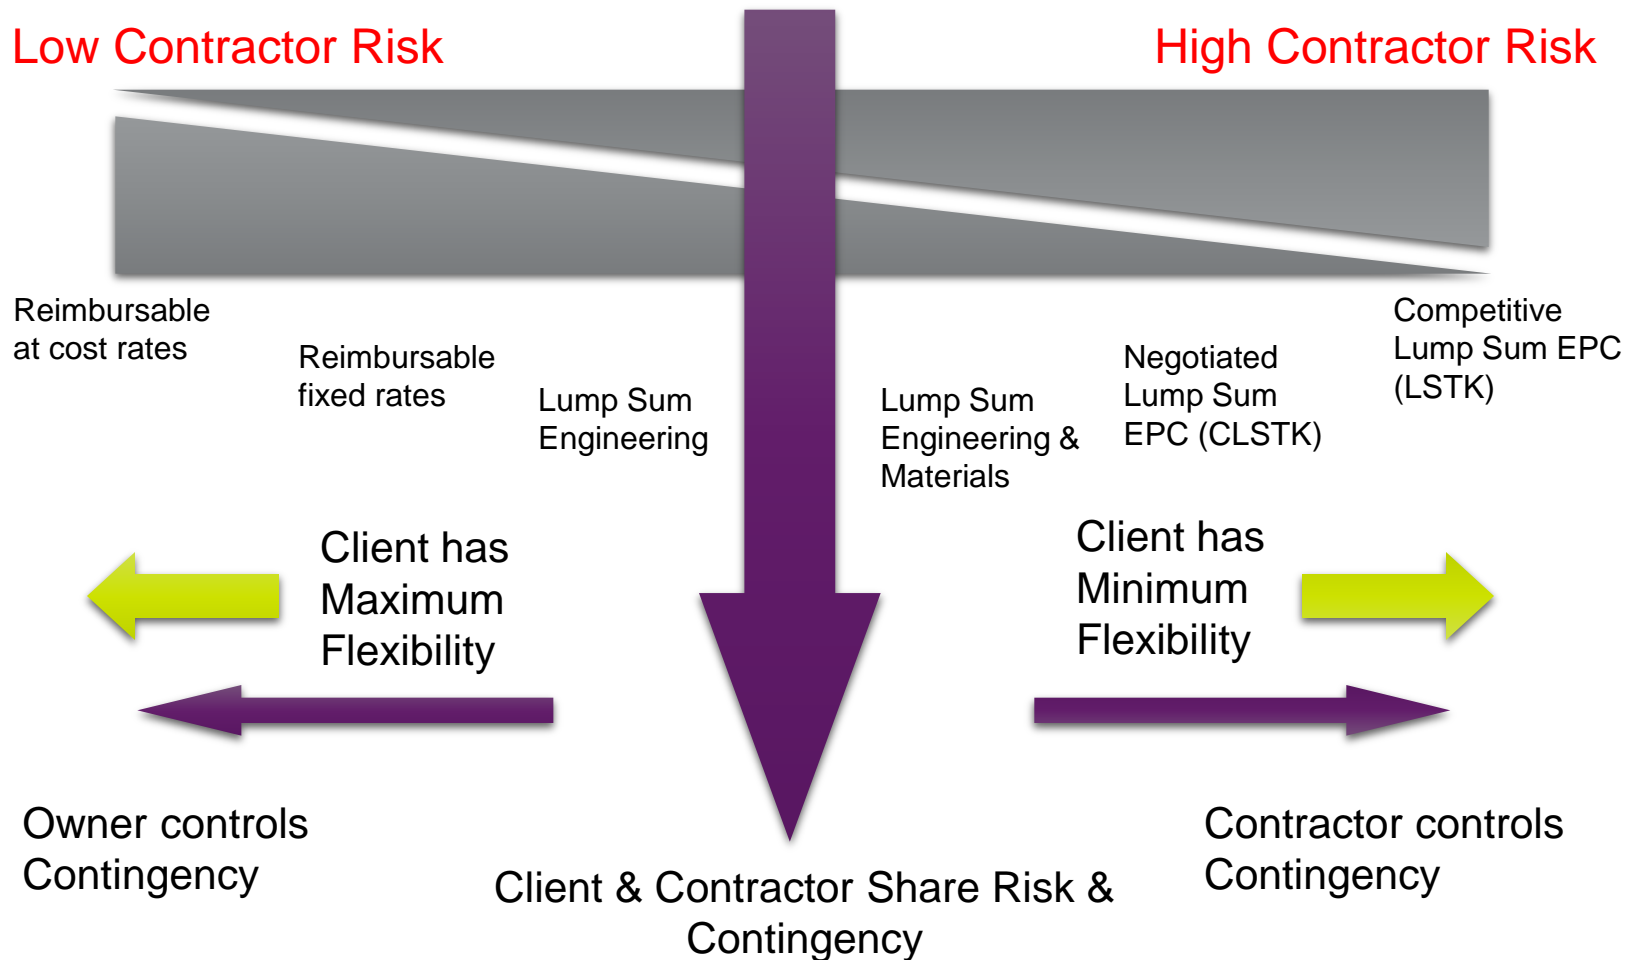 Low Contractor Risk
High Contractor Risk
Reimbursable
at cost rates
Reimbursable
fixed rates
Lump Sum
Engineering
Lump Sum
Engineering &
Materials
Negotiated
Lump Sum
EPC (CLSTK)
Competitive
Lump Sum EPC
(LSTK)
Client has
Maximum
Flexibility
Client has
Minimum
Flexibility
Owner controls
Contingency
Client & Contractor Share Risk &
Contingency
Contractor controls
Contingency